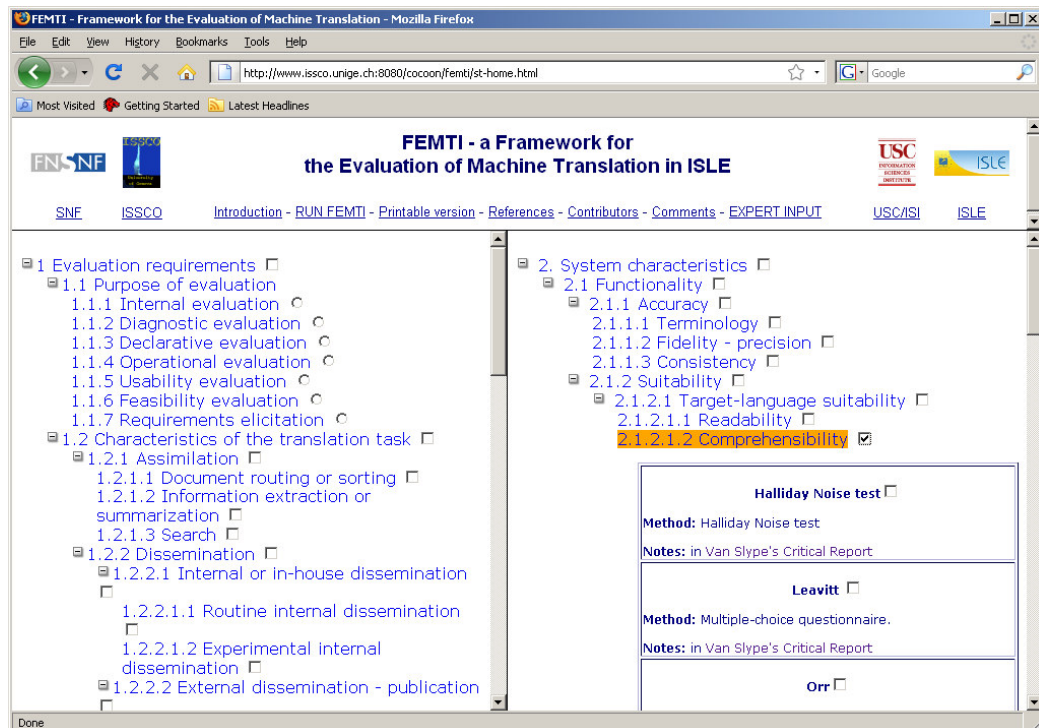 FEMTI - Framework for the Evaluation of Machine Translation - Mozilla Firefox
File Edit View History Bookmarks Tools Help
http://www.issco.unige.ch:8080/cocoon/femti/st-home.html
G Google
Most Visited Getting Started Latest Headlines
FNSNF
ISSCO
University
of Geneva
FEMTI - a Framework for
the Evaluation of Machine Translation in ISLE
USC
INFORMATION
SCIENCES
INSTITUTE
ISLE
SNF ISSCO Introduction - RUN FEMTI - Printable version - References - Contributors - Comments - EXPERT INPUT USC/ISI ISLE
1 Evaluation requirements
1.1 Purpose of evaluation
1.1.1 Internal evaluation
1.1.2 Diagnostic evaluation
1.1.3 Declarative evaluation
1.1.4 Operational evaluation
1.1.5 Usability evaluation
1.1.6 Feasibility evaluation
1.1.7 Requirements elicitation
1.2 Characteristics of the translation task
1.2.1 Assimilation
1.2.1.1 Document routing or sorting
1.2.1.2 Information extraction or
summarization
1.2.1.3 Search
1.2.2 Dissemination
1.2.2.1 Internal or in-house dissemination
1.2.2.1.1 Routine internal dissemination
1.2.2.1.2 Experimental internal
dissemination
1.2.2.2 External dissemination - publication
2. System characteristics
2.1 Functionality
2.1.1 Accuracy
2.1.1.1 Terminology
2.1.1.2 Fidelity - precision
2.1.1.3 Consistency
2.1.2 Suitability
2.1.2.1 Target-language suitability
2.1.2.1.1 Readability
2.1.2.1.2 Comprehensibility
Halliday Noise test
Method: Halliday Noise test
Notes: in Van Slype's Critical Report
Leavitt
Method: Multiple-choice questionnaire.
Notes: in Van Slype's Critical Report
Orr
Done